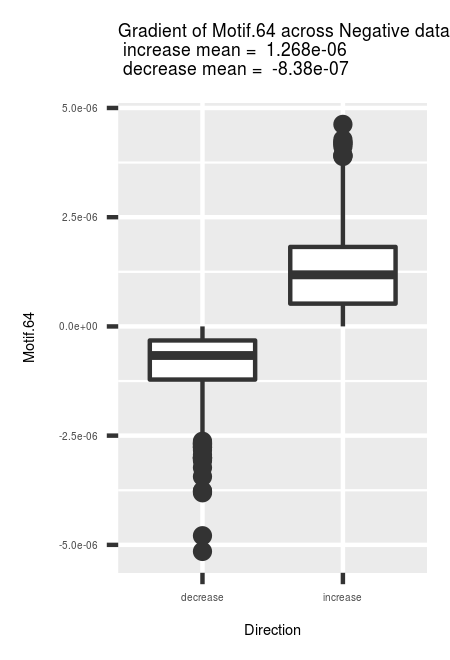 Gradient of Motif.64 across Negative data
increase mean =  1.268e-06
decrease mean =  -8.38e-07
5.0e-06
2.5e-06
0.0e+00
-2.5e-06
-5.0e-06
Motif.64
decrease
increase
Direction